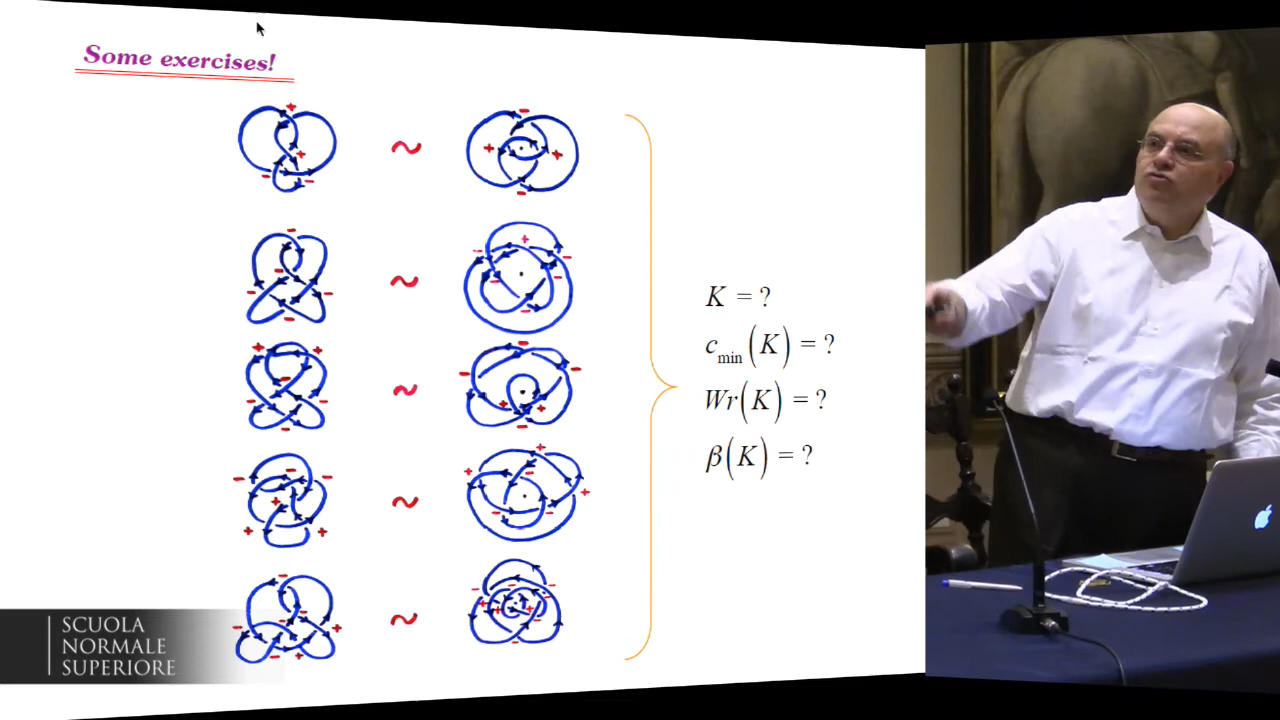 Some exercises!
K = ?
c_min(K) = ?
Wr(K) = ?
β(K) = ?
SCUOLA
NORMALE
SUPERIORE